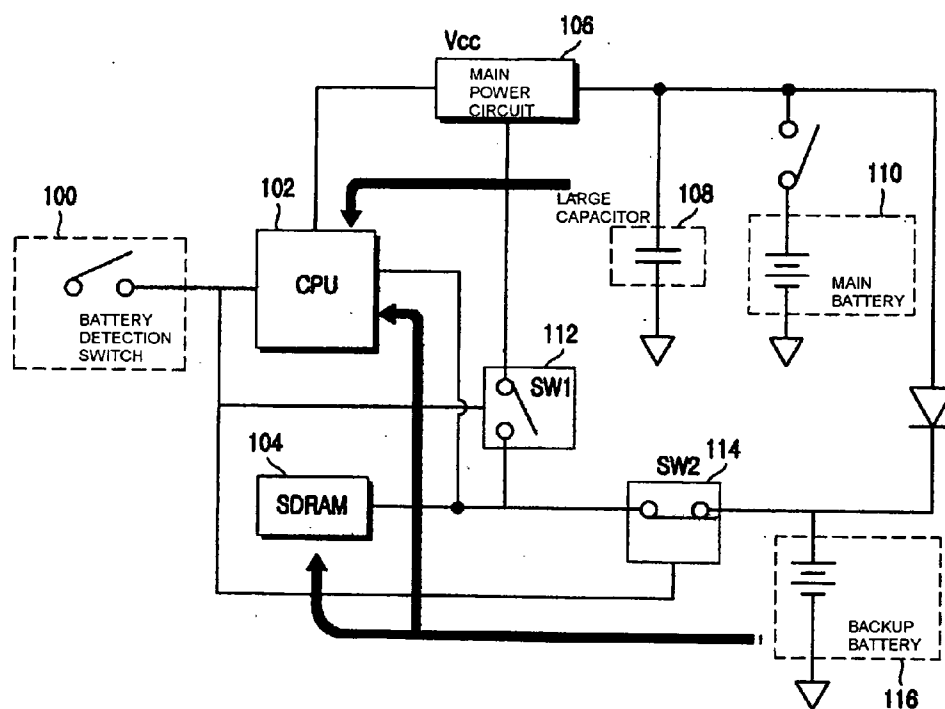 Vcc
106
MAIN
POWER
CIRCUIT
100
102
LARGE
CAPACITOR
108
110
CPU
BATTERY
DETECTION
SWITCH
MAIN
BATTERY
112
SW1
104
SDRAM
SW2
114
BACKUP
BATTERY
116